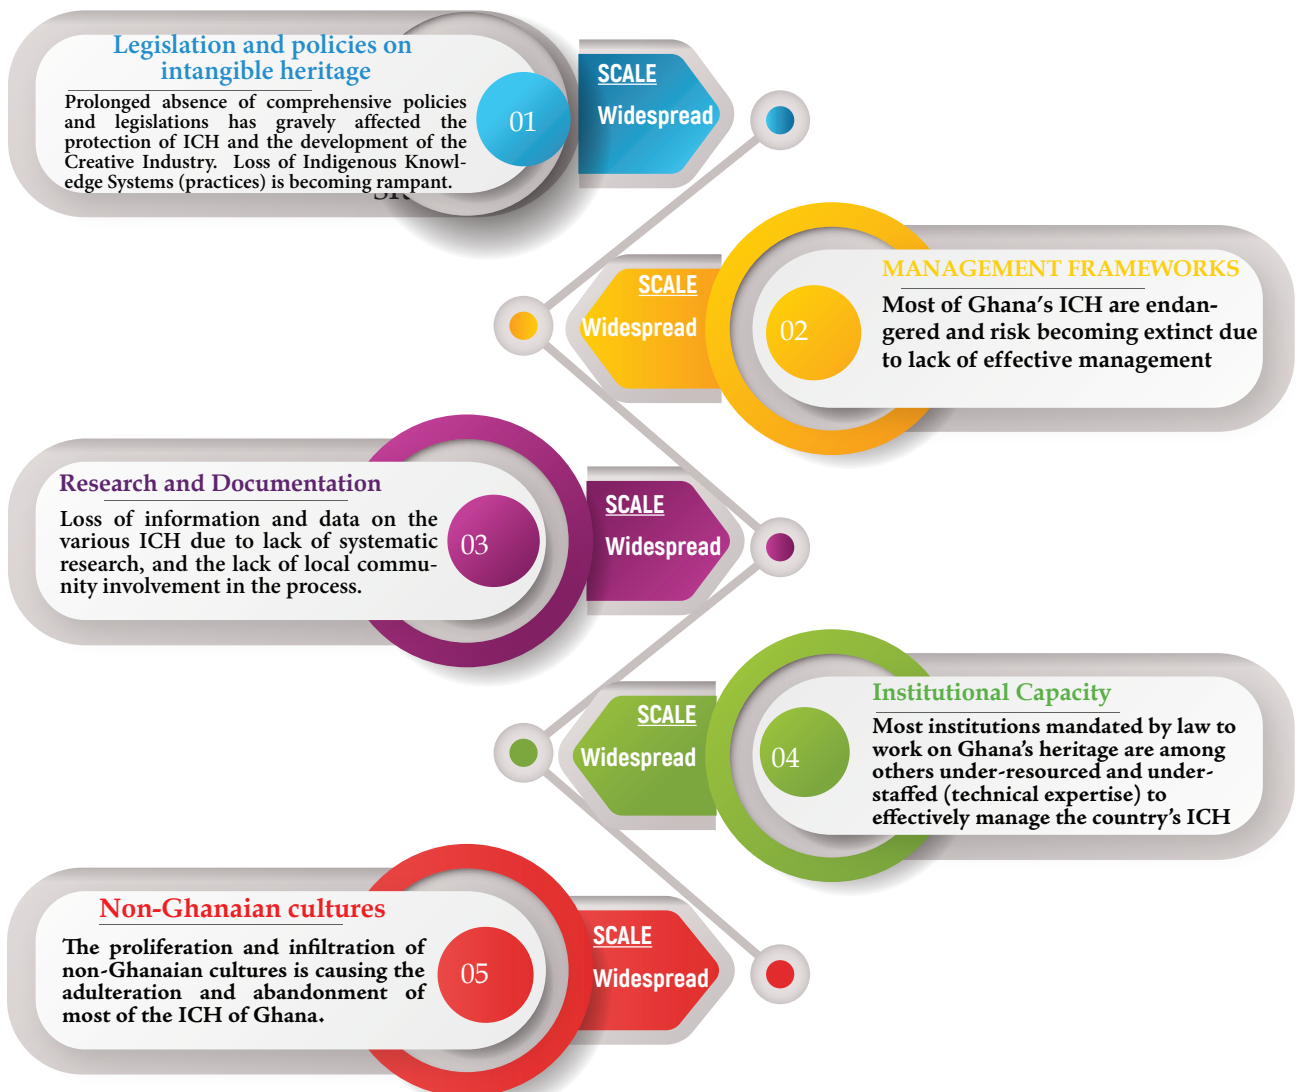 Legislation and policies on
intangible heritage
Prolonged absence of comprehensive policies
and legislations has gravely affected the
protection of ICH and the development of the
Creative Industry. Loss of Indigenous Knowl-
edge Systems (practices) is becoming rampant.
01
SCALE
Widespread
SCALE
Widespread
02
MANAGEMENT FRAMEWORKS
Most of Ghana's ICH are endan-
gered and risk becoming extinct due
to lack of effective management
Research and Documentation
Loss of information and data on the
various ICH due to lack of systematic
research, and the lack of local commu-
nity involvement in the process.
03
SCALE
Widespread
SCALE
Widespread
04
Institutional Capacity
Most institutions mandated by law to
work on Ghana's heritage are among
others under-resourced and under-
staffed (technical expertise) to
effectively manage the country's ICH
Non-Ghanaian cultures
The proliferation and infiltration of
non-Ghanaian cultures is causing the
adulteration and abandonment of
most of the ICH of Ghana.
05
SCALE
Widespread